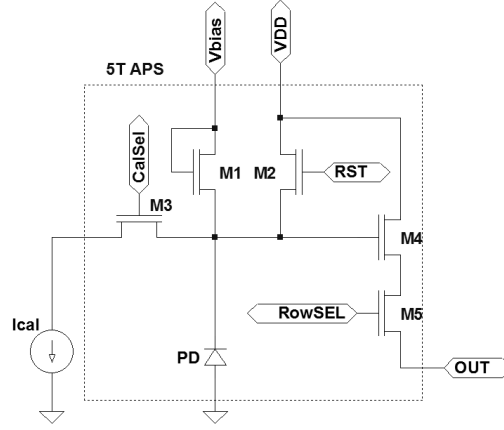 Vbias
VDD
5T APS
CalSel
M1
M2
RST
M3
M4
RowSEL
M5
Ical
PD
OUT